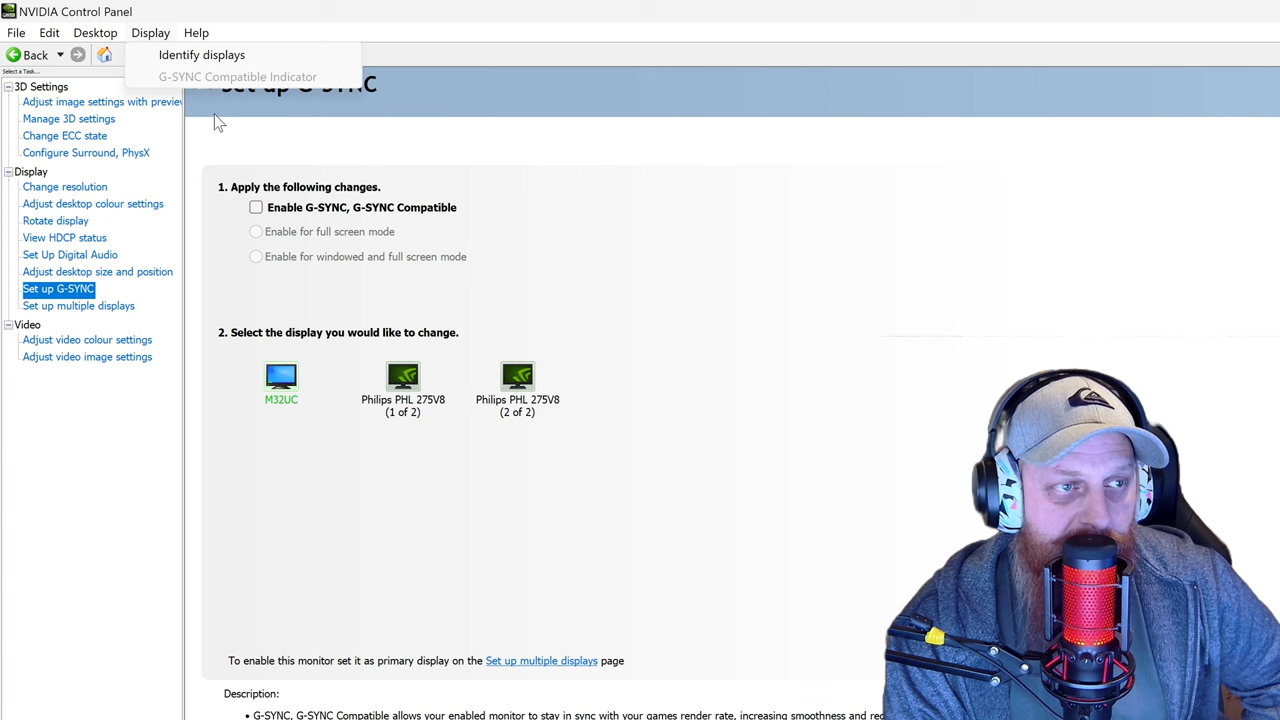 NVIDIA Control Panel
File Edit Desktop Display Help
Back
Identify displays
G-SYNC Compatible Indicator
Select a Task...
3D Settings
Adjust image settings with preview
Manage 3D settings
Change ECC state
Configure Surround, PhysX
Display
Change resolution
Adjust desktop colour settings
Rotate display
View HDCP status
Set Up Digital Audio
Adjust desktop size and position
Set up G-SYNC
Set up multiple displays
Video
Adjust video colour settings
Adjust video image settings
Set up G-SYNC
1. Apply the following changes.
Enable G-SYNC, G-SYNC Compatible
Enable for full screen mode
Enable for windowed and full screen mode
2. Select the display you would like to change.
M32UC
Philips PHL 275V8
(1 of 2)
Philips PHL 275V8
(2 of 2)
To enable this monitor set it as primary display on the Set up multiple displays page
Description:
• G-SYNC, G-SYNC Compatible allows your enabled monitor to stay in sync with your games render rate, increasing smoothness and